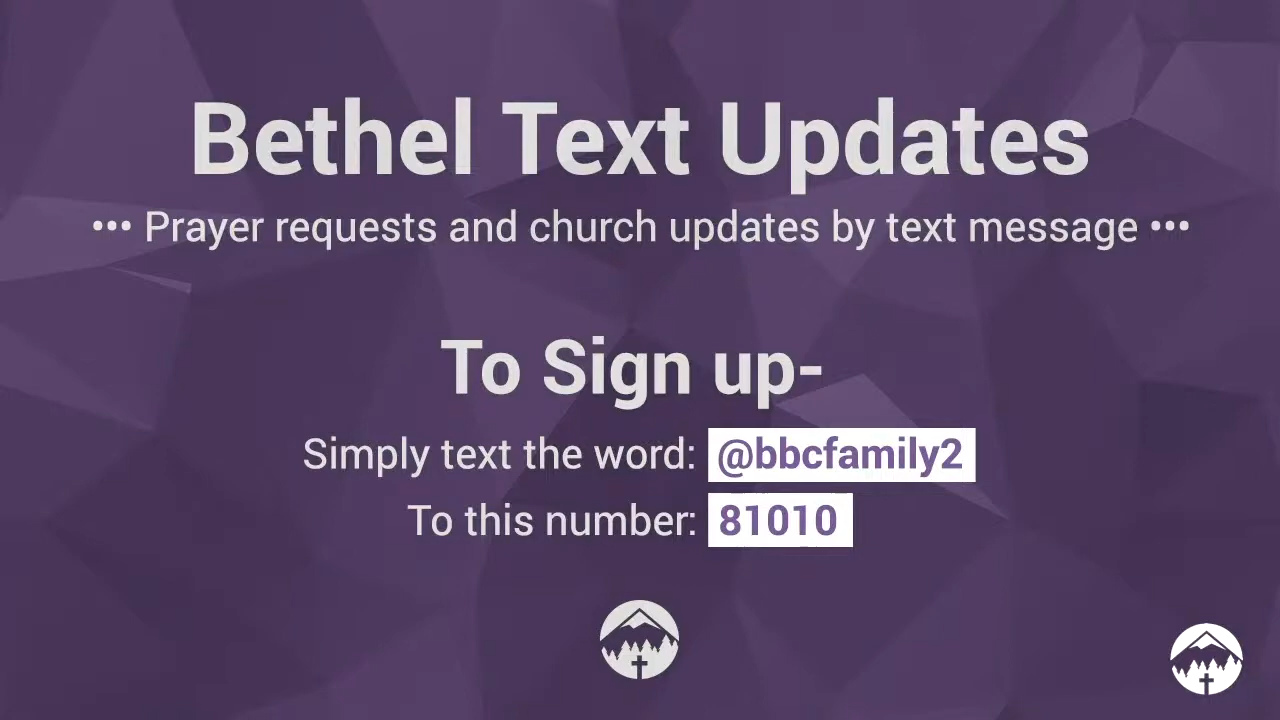 Bethel Text Updates
••• Prayer requests and church updates by text message •••
To Sign up-
Simply text the word: @bbcfamily2
To this number: 81010